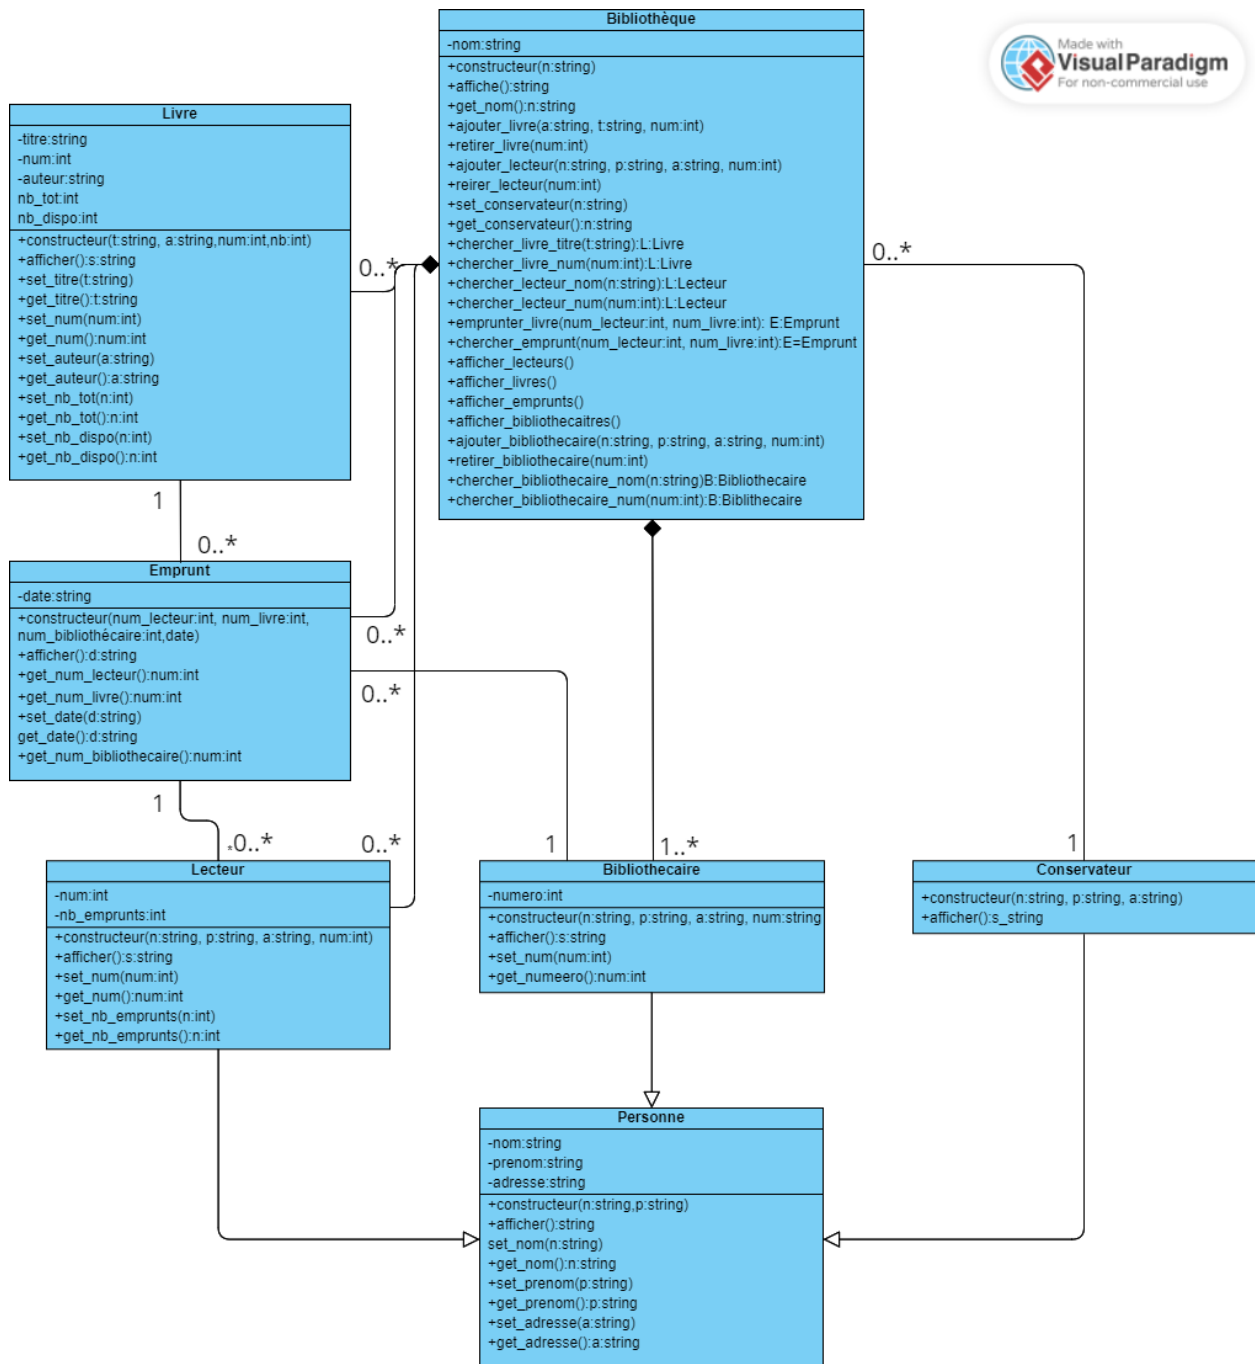 Bibliothèque
-nom:string
+constructeur(n:string)
+affiche():string
+get_nom():n:string
+ajouter_livre(a:string, t:string, num:int)
+retirer_livre(num:int)
+ajouter_lecteur(n:string, p:string, a:string, num:int)
+reirer_lecteur(num:int)
+set_conservateur(n:string)
+get_conservateur():n:string
+chercher_livre_titre(t:string):L:Livre
+chercher_livre_num(num:int):L:Livre
+chercher_lecteur_nom(n:string):L:Lecteur
+chercher_lecteur_num(num:int):L:Lecteur
+emprunter_livre(num_lecteur:int, num_livre:int): E:Emprunt
+chercher_emprunt(num_lecteur:int, num_livre:int):E=Emprunt
+afficher_lecteurs()
+afficher_livres()
+afficher_emprunts()
+afficher_bibliothecaitres()
+ajouter_bibliothecaire(n:string, p:string, a:string, num:int)
+retirer_bibliothecaire(num:int)
+chercher_bibliothecaire_nom(n:string)B:Bibliothecaire
+chercher_bibliothecaire_num(num:int):B:Biblithecaire
Made with
Visual Paradigm
For non-commercial use
Livre
-titre:string
-num:int
-auteur:string
nb_tot:int
nb_dispo:int
+constructeur(t:string, a:string,num:int,nb:int)
+afficher():s:string
+set_titre(t:string)
+get_titre():t:string
+set_num(num:int)
+get_num():num:int
+set_auteur(a:string)
+get_auteur():a:string
+set_nb_tot(n:int)
+get_nb_tot():n:int
+set_nb_dispo(n:int)
+get_nb_dispo():n:int
0..*
0..*
1
0..*
Emprunt
-date:string
+constructeur(num_lecteur:int, num_livre:int,
num_bibliothécaire:int,date)
+afficher():d:string
+get_num_lecteur():num:int
+get_num_livre():num:int
+set_date(d:string)
get_date():d:string
+get_num_bibliothecaire():num:int
0..*
0..*
1
*0..*
0..*
1
1..*
1
Lecteur
-num:int
-nb_emprunts:int
+constructeur(n:string, p:string, a:string, num:int)
+afficher():s:string
+set_num(num:int)
+get_num():num:int
+set_nb_emprunts(n:int)
+get_nb_emprunts():n:int
Bibliothecaire
-numero:int
+constructeur(n:string, p:string, a:string, num:string
+afficher():s:string
+set_num(num:int)
+get_numeero():num:int
Conservateur
+constructeur(n:string, p:string, a:string)
+afficher():s_string
Personne
-nom:string
-prenom:string
-adresse:string
+constructeur(n:string,p:string)
+afficher():string
set_nom(n:string)
+get_nom():n:string
+set_prenom(p:string)
+get_prenom():p:string
+set_adresse(a:string)
+get_adresse():a:string